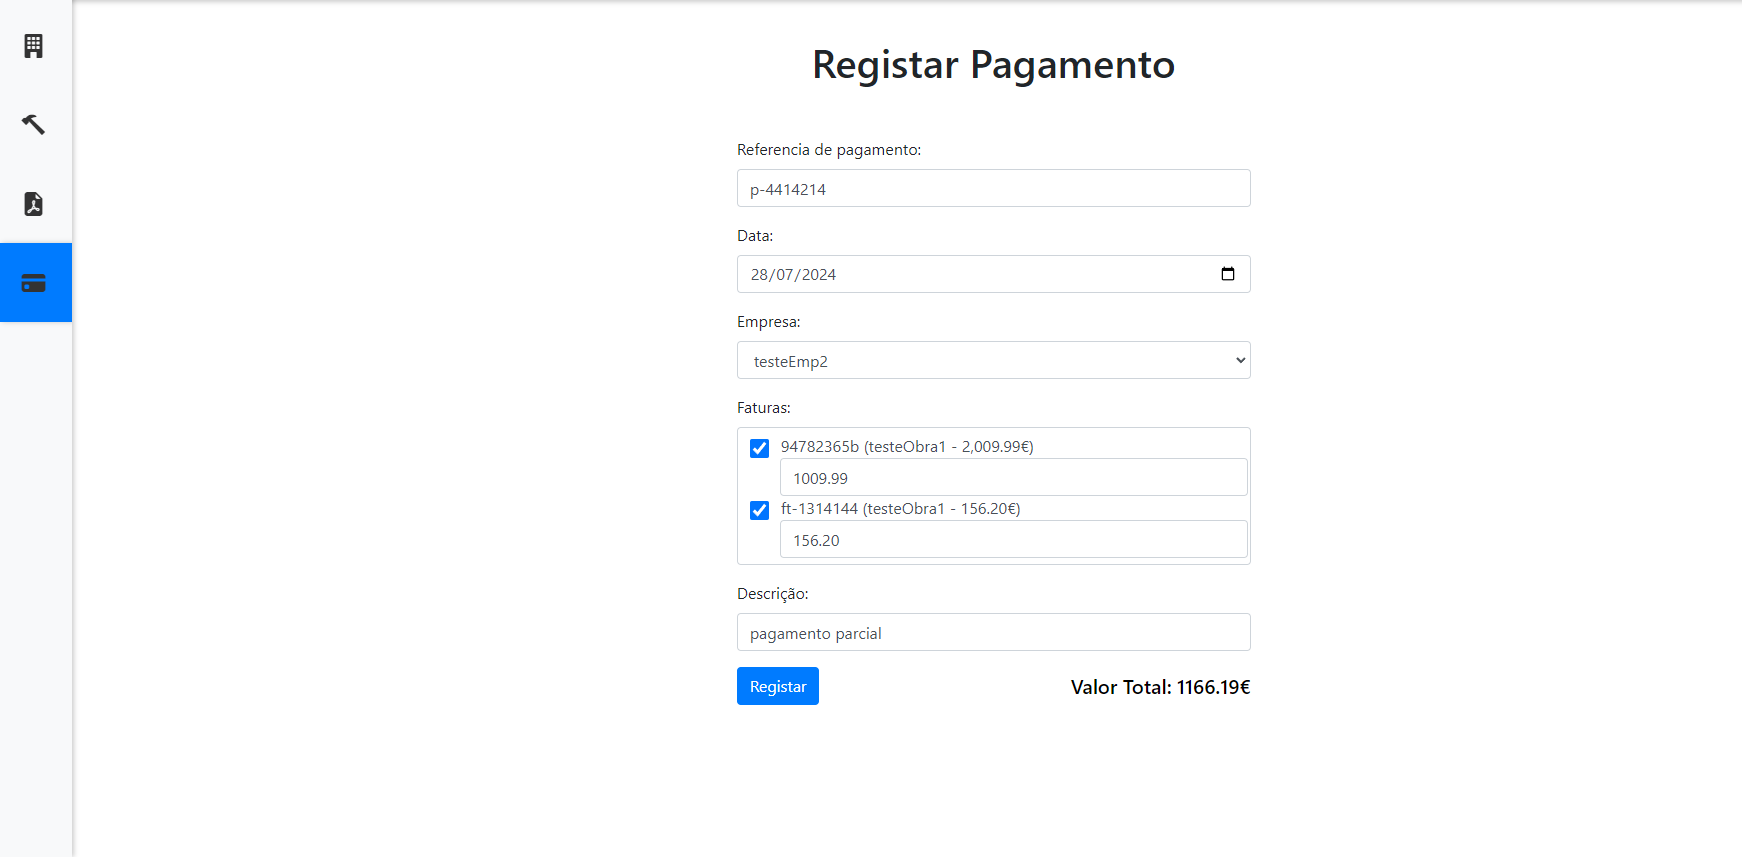 Registar Pagamento
Referencia de pagamento:
p-4414214
Data:
28/07/2024
Empresa:
testeEmp2
Faturas:
94782365b (testeObra1 - 2,009.99€)
1009.99
ft-1314144 (testeObra1 - 156.20€)
156.20
Descrição:
pagamento parcial
Registar
Valor Total: 1166.19€